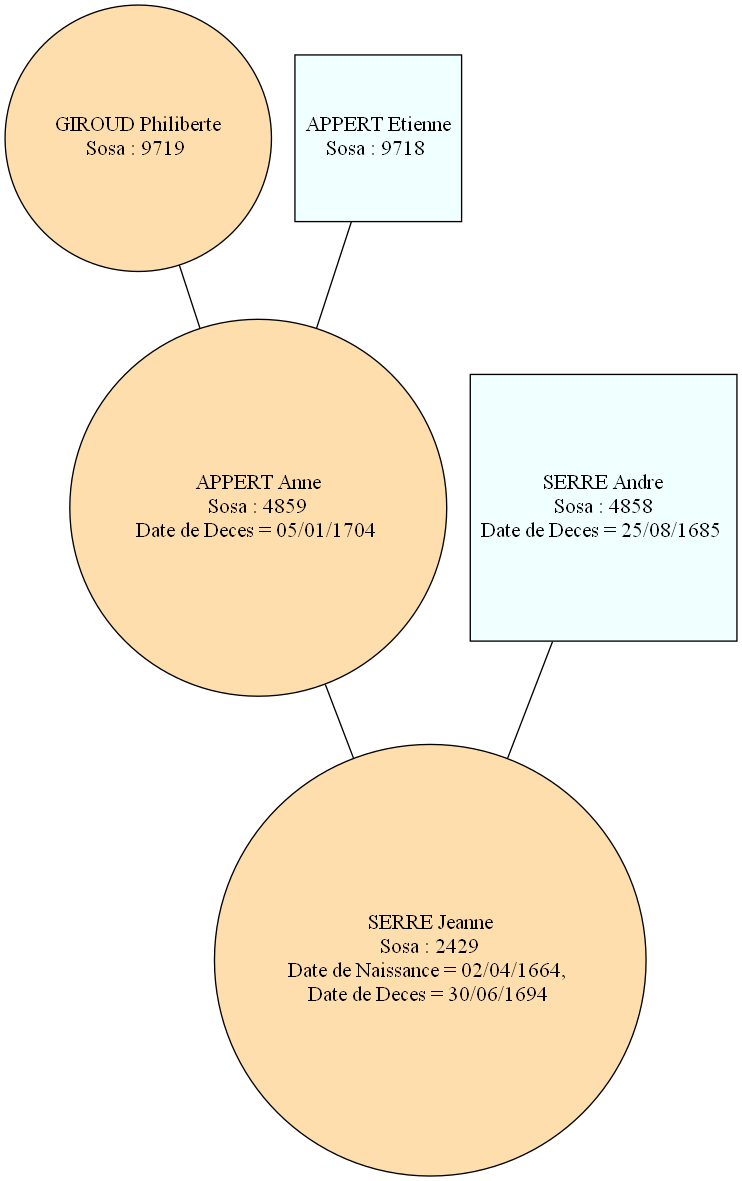 GIROUD Philiberte
Sosa : 9719
APPERT Etienne
Sosa : 9718
APPERT Anne
Sosa : 4859
Date de Deces = 05/01/1704
SERRE Andre
Sosa : 4858
Date de Deces = 25/08/1685
SERRE Jeanne
Sosa : 2429
Date de Naissance = 02/04/1664,
Date de Deces = 30/06/1694